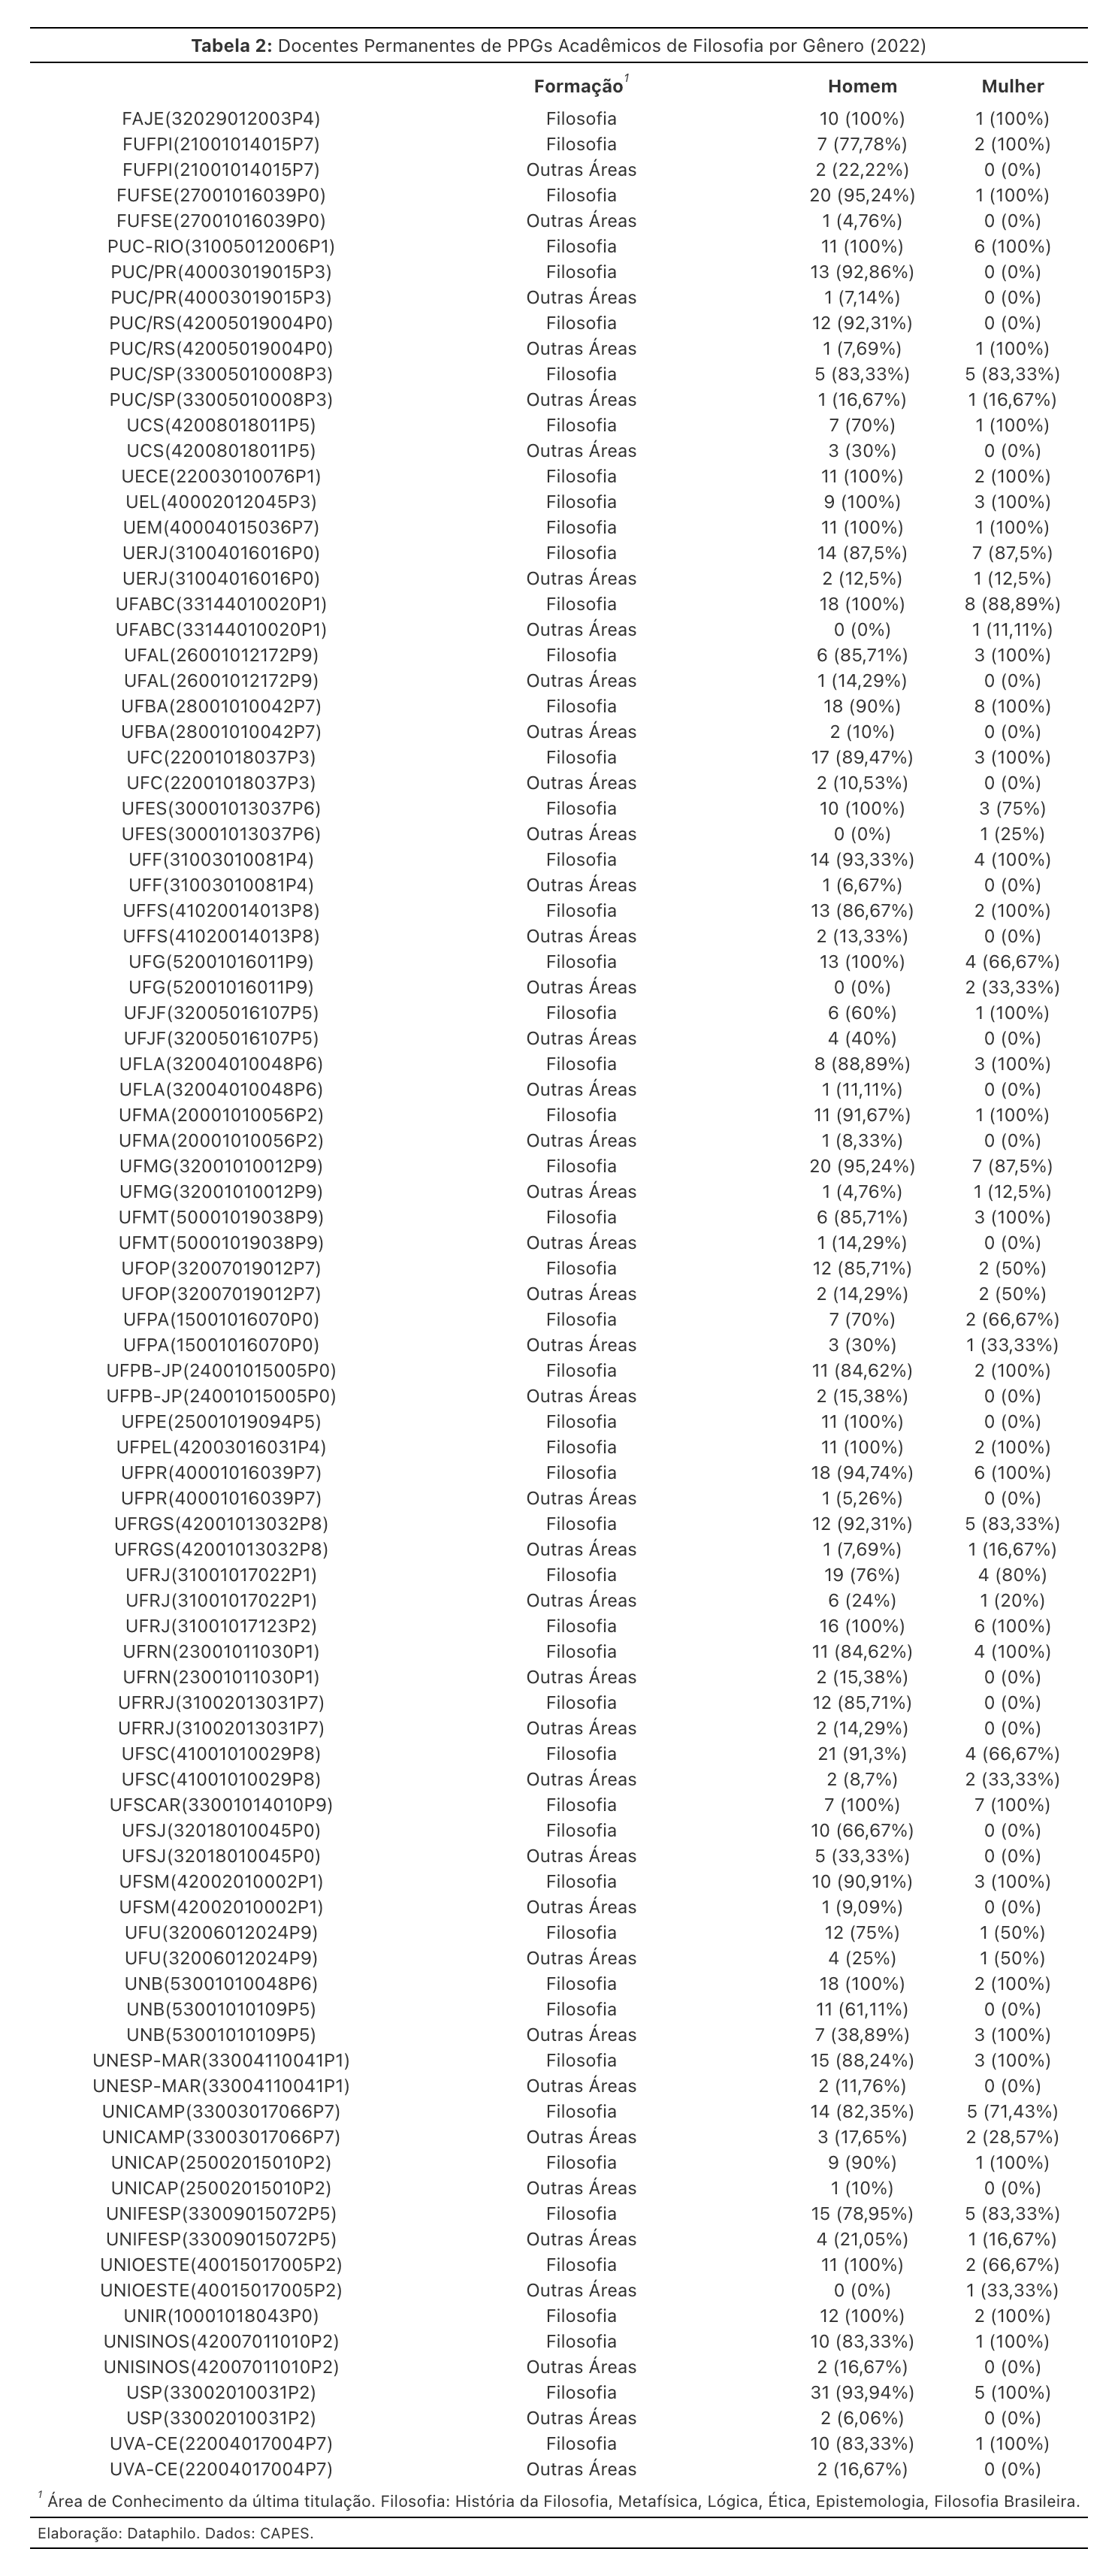 Tabela 2: Docentes Permanentes de PPGs Acadêmicos de Filosofia por Gênero (2022)
Formação1 Homem Mulher
FAJE(32029012003P4) Filosofia 10 (100%) 1 (100%)
FUFPI(21001014015P7) Filosofia 7 (77,78%) 2 (100%)
FUFPI(21001014015P7) Outras Áreas 2 (22,22%) 0 (0%)
FUFSE(27001016039P0) Filosofia 20 (95,24%) 1 (100%)
FUFSE(27001016039P0) Outras Áreas 1 (4,76%) 0 (0%)
PUC-RIO(31005012006P1) Filosofia 11 (100%) 6 (100%)
PUC/PR(40003019015P3) Filosofia 13 (92,86%) 0 (0%)
PUC/PR(40003019015P3) Outras Áreas 1 (7,14%) 0 (0%)
PUC/RS(42005019004P0) Filosofia 12 (92,31%) 0 (0%)
PUC/RS(42005019004P0) Outras Áreas 1 (7,69%) 1 (100%)
PUC/SP(33005010008P3) Filosofia 5 (83,33%) 5 (83,33%)
PUC/SP(33005010008P3) Outras Áreas 1 (16,67%) 1 (16,67%)
UCS(42008018011P5) Filosofia 7 (70%) 1 (100%)
UCS(42008018011P5) Outras Áreas 3 (30%) 0 (0%)
UECE(22003010076P1) Filosofia 11 (100%) 2 (100%)
UEL(40002012045P3) Filosofia 9 (100%) 3 (100%)
UEM(40004015036P7) Filosofia 11 (100%) 1 (100%)
UERJ(31004016016P0) Filosofia 14 (87,5%) 7 (87,5%)
UERJ(31004016016P0) Outras Áreas 2 (12,5%) 1 (12,5%)
UFABC(33144010020P1) Filosofia 18 (100%) 8 (88,89%)
UFABC(33144010020P1) Outras Áreas 0 (0%) 1 (11,11%)
UFAL(26001012172P9) Filosofia 6 (85,71%) 3 (100%)
UFAL(26001012172P9) Outras Áreas 1 (14,29%) 0 (0%)
UFBA(28001010042P7) Filosofia 18 (90%) 8 (100%)
UFBA(28001010042P7) Outras Áreas 2 (10%) 0 (0%)
UFC(22001018037P3) Filosofia 17 (89,47%) 3 (100%)
UFC(22001018037P3) Outras Áreas 2 (10,53%) 0 (0%)
UFES(30001013037P6) Filosofia 10 (100%) 3 (75%)
UFES(30001013037P6) Outras Áreas 0 (0%) 1 (25%)
UFF(31003010081P4) Filosofia 14 (93,33%) 4 (100%)
UFF(31003010081P4) Outras Áreas 1 (6,67%) 0 (0%)
UFFS(41020014013P8) Filosofia 13 (86,67%) 2 (100%)
UFFS(41020014013P8) Outras Áreas 2 (13,33%) 0 (0%)
UFG(52001016011P9) Filosofia 13 (100%) 4 (66,67%)
UFG(52001016011P9) Outras Áreas 0 (0%) 2 (33,33%)
UFJF(32005016107P5) Filosofia 6 (60%) 1 (100%)
UFJF(32005016107P5) Outras Áreas 4 (40%) 0 (0%)
UFLA(32004010048P6) Filosofia 8 (88,89%) 3 (100%)
UFLA(32004010048P6) Outras Áreas 1 (11,11%) 0 (0%)
UFMA(20001010056P2) Filosofia 11 (91,67%) 1 (100%)
UFMA(20001010056P2) Outras Áreas 1 (8,33%) 0 (0%)
UFMG(32001010012P9) Filosofia 20 (95,24%) 7 (87,5%)
UFMG(32001010012P9) Outras Áreas 1 (4,76%) 1 (12,5%)
UFMT(50001019038P9) Filosofia 6 (85,71%) 3 (100%)
UFMT(50001019038P9) Outras Áreas 1 (14,29%) 0 (0%)
UFOP(32007019012P7) Filosofia 12 (85,71%) 2 (50%)
UFOP(32007019012P7) Outras Áreas 2 (14,29%) 2 (50%)
UFPA(15001016070P0) Filosofia 7 (70%) 2 (66,67%)
UFPA(15001016070P0) Outras Áreas 3 (30%) 1 (33,33%)
UFPB-JP(24001015005P0) Filosofia 11 (84,62%) 2 (100%)
UFPB-JP(24001015005P0) Outras Áreas 2 (15,38%) 0 (0%)
UFPE(25001019094P5) Filosofia 11 (100%) 0 (0%)
UFPEL(42003016031P4) Filosofia 11 (100%) 2 (100%)
UFPR(40001016039P7) Filosofia 18 (94,74%) 6 (100%)
UFPR(40001016039P7) Outras Áreas 1 (5,26%) 0 (0%)
UFRGS(42001013032P8) Filosofia 12 (92,31%) 5 (83,33%)
UFRGS(42001013032P8) Outras Áreas 1 (7,69%) 1 (16,67%)
UFRJ(31001017022P1) Filosofia 19 (76%) 4 (80%)
UFRJ(31001017022P1) Outras Áreas 6 (24%) 1 (20%)
UFRJ(31001017123P2) Filosofia 16 (100%) 6 (100%)
UFRN(23001011030P1) Filosofia 11 (84,62%) 4 (100%)
UFRN(23001011030P1) Outras Áreas 2 (15,38%) 0 (0%)
UFRRJ(31002013031P7) Filosofia 12 (85,71%) 0 (0%)
UFRRJ(31002013031P7) Outras Áreas 2 (14,29%) 0 (0%)
UFSC(41001010029P8) Filosofia 21 (91,3%) 4 (66,67%)
UFSC(41001010029P8) Outras Áreas 2 (8,7%) 2 (33,33%)
UFSCAR(33001014010P9) Filosofia 7 (100%) 7 (100%)
UFSJ(32018010045P0) Filosofia 10 (66,67%) 0 (0%)
UFSJ(32018010045P0) Outras Áreas 5 (33,33%) 0 (0%)
UFSM(42002010002P1) Filosofia 10 (90,91%) 3 (100%)
UFSM(42002010002P1) Outras Áreas 1 (9,09%) 0 (0%)
UFU(32006012024P9) Filosofia 12 (75%) 1 (50%)
UFU(32006012024P9) Outras Áreas 4 (25%) 1 (50%)
UNB(53001010048P6) Filosofia 18 (100%) 2 (100%)
UNB(53001010109P5) Filosofia 11 (61,11%) 0 (0%)
UNB(53001010109P5) Outras Áreas 7 (38,89%) 3 (100%)
UNESP-MAR(33004110041P1) Filosofia 15 (88,24%) 3 (100%)
UNESP-MAR(33004110041P1) Outras Áreas 2 (11,76%) 0 (0%)
UNICAMP(33003017066P7) Filosofia 14 (82,35%) 5 (71,43%)
UNICAMP(33003017066P7) Outras Áreas 3 (17,65%) 2 (28,57%)
UNICAP(25002015010P2) Filosofia 9 (90%) 1 (100%)
UNICAP(25002015010P2) Outras Áreas 1 (10%) 0 (0%)
UNIFESP(33009015072P5) Filosofia 15 (78,95%) 5 (83,33%)
UNIFESP(33009015072P5) Outras Áreas 4 (21,05%) 1 (16,67%)
UNIOESTE(40015017005P2) Filosofia 11 (100%) 2 (66,67%)
UNIOESTE(40015017005P2) Outras Áreas 0 (0%) 1 (33,33%)
UNIR(10001018043P0) Filosofia 12 (100%) 2 (100%)
UNISINOS(42007011010P2) Filosofia 10 (83,33%) 1 (100%)
UNISINOS(42007011010P2) Outras Áreas 2 (16,67%) 0 (0%)
USP(33002010031P2) Filosofia 31 (93,94%) 5 (100%)
USP(33002010031P2) Outras Áreas 2 (6,06%) 0 (0%)
UVA-CE(22004017004P7) Filosofia 10 (83,33%) 1 (100%)
UVA-CE(22004017004P7) Outras Áreas 2 (16,67%) 0 (0%)
1 Área de Conhecimento da última titulação. Filosofia: História da Filosofia, Metafísica, Lógica, Ética, Epistemologia, Filosofia Brasileira.
Elaboração: Dataphilo. Dados: CAPES.